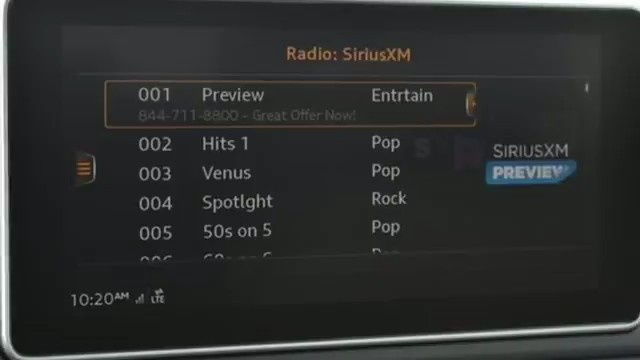 Radio: SiriusXM
001 Preview Entrtain
844-711-8800 - Great Offer Now!
002 Hits 1 Pop
003 Venus Pop
004 Spotlght Rock
005 50s on 5 Pop
SIRIUSXM
PREVIEW
10:20AM LTE